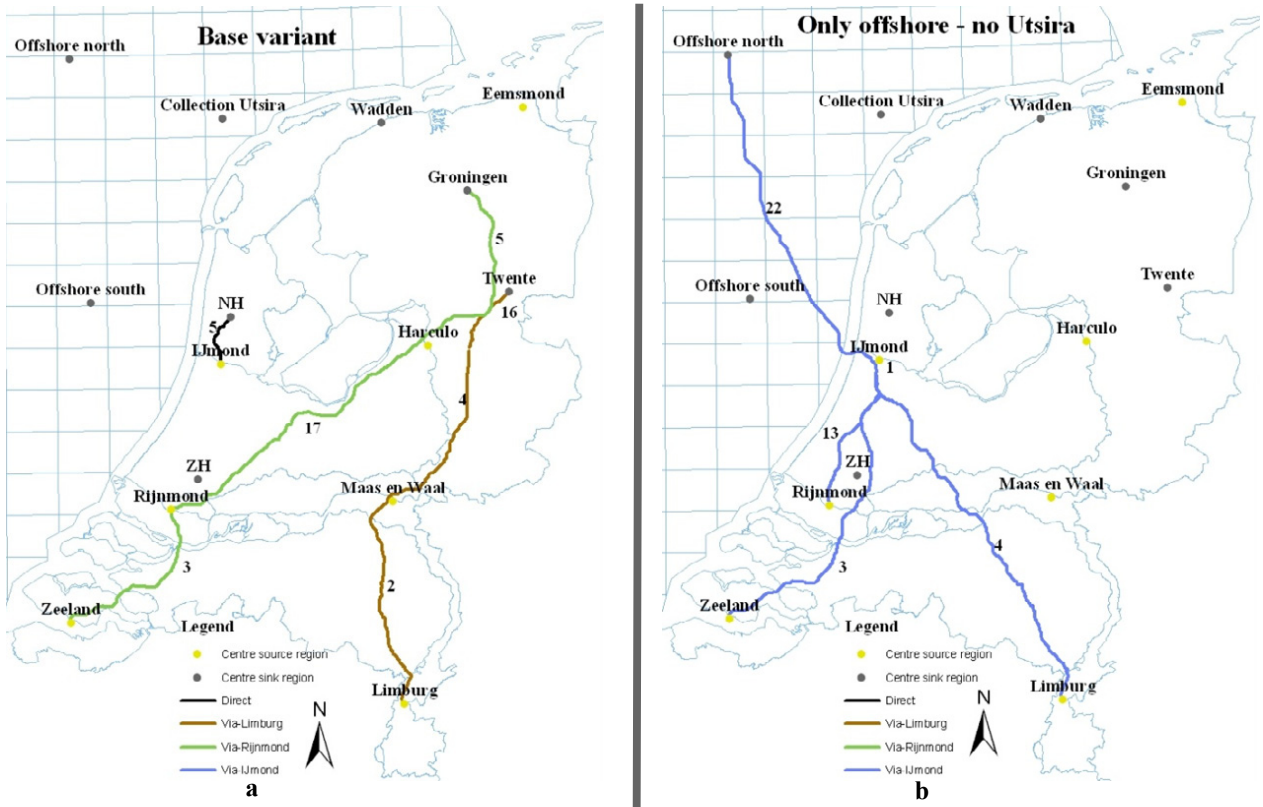 Base variant
Offshore north
Collection Utsira
Wadden
Eemsmond
Groningen
5
Twente
16
Offshore south
NH
5
IJmond
Harculo
4
17
ZH
Rijnmond
Maas en Waal
3
2
Zeeland
Limburg
Legend
Centre source region
Centre sink region
Direct
Via-Limburg
Via-Rijnmond
Via-IJmond
N
a
Only offshore - no Utsira
Offshore north
Collection Utsira
Wadden
Eemsmond
Groningen
22
Twente
Offshore south
NH
Harculo
IJmond
1
13
ZH
Rijnmond
Maas en Waal
4
3
Zeeland
Limburg
Legend
Centre source region
Centre sink region
Direct
Via-Limburg
Via-Rijnmond
Via-IJmond
N
b